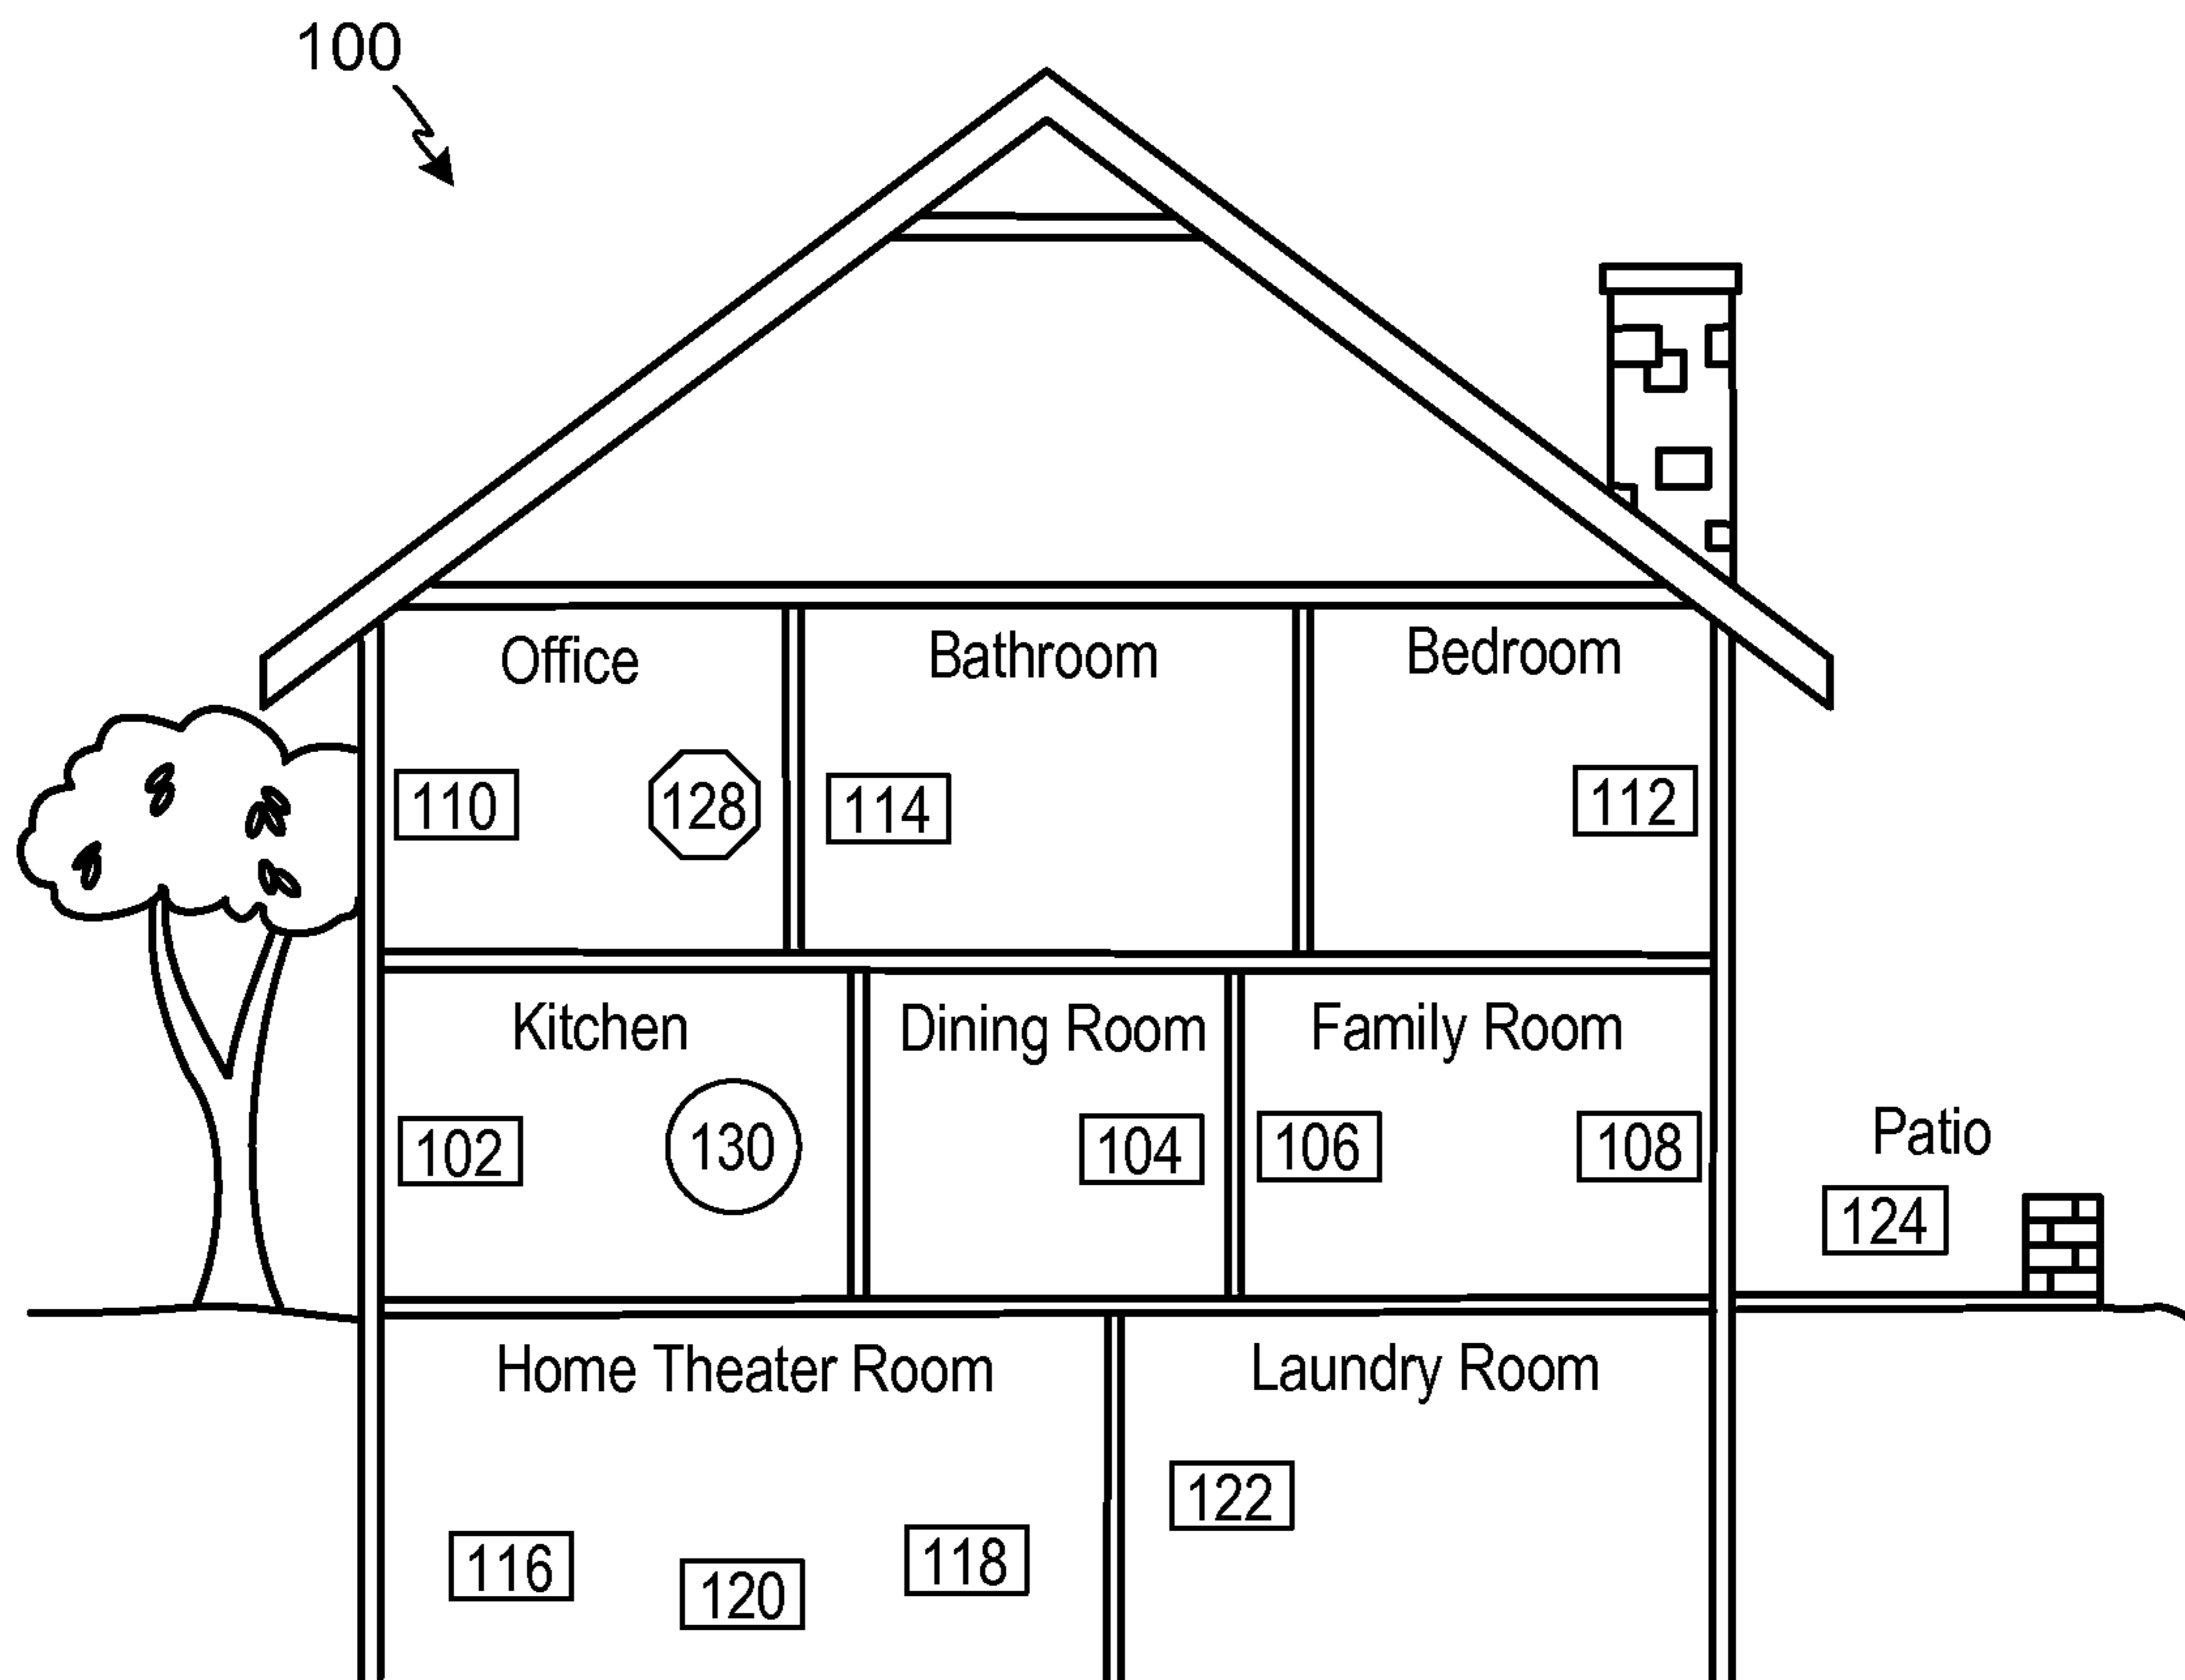 100
Office
Bathroom
Bedroom
110
128
114
112
Kitchen
Dining Room
Family Room
102
130
104
106
108
Patio
124
Home Theater Room
Laundry Room
122
116
120
118